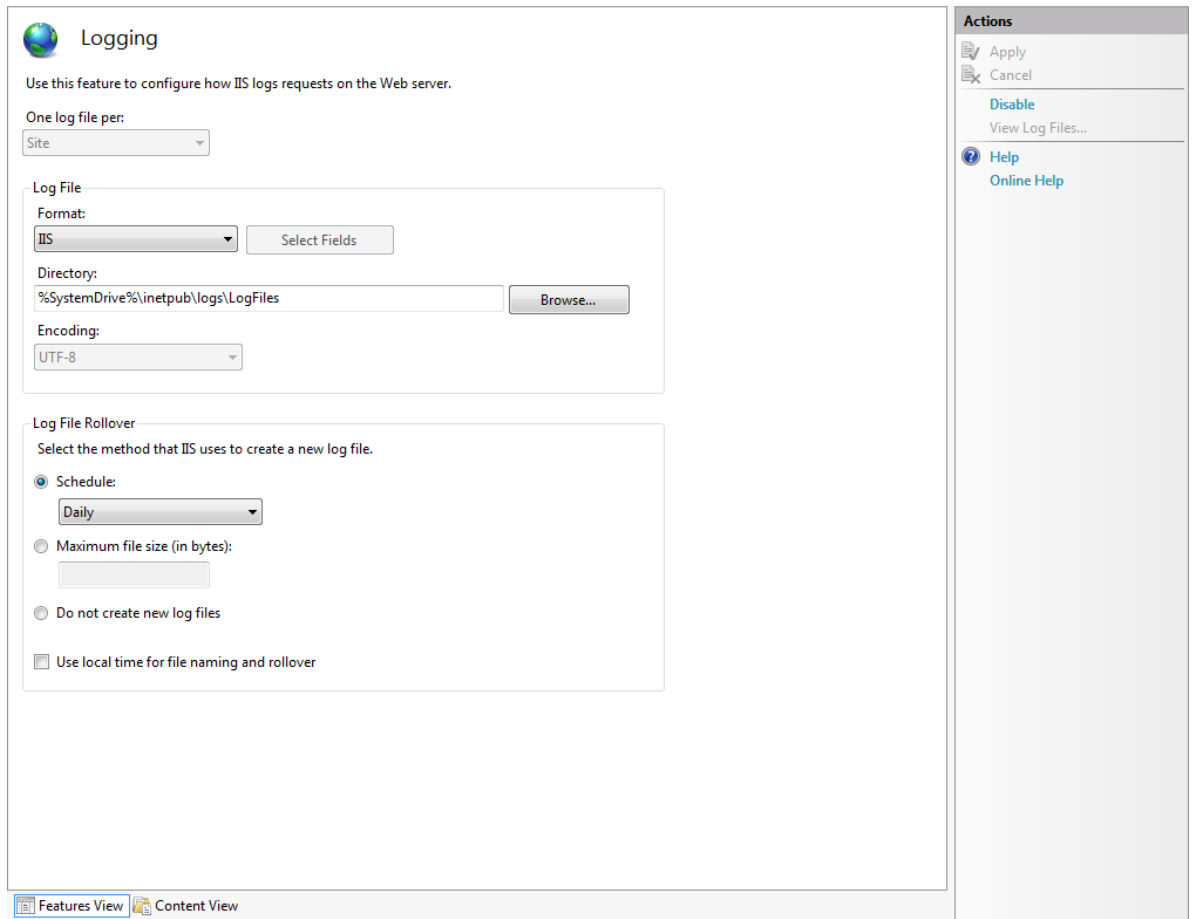 Logging
Use this feature to configure how IIS logs requests on the Web server.
One log file per:
Site
Log File
Format:
IIS
Select Fields
Directory:
%SystemDrive%\inetpub\logs\LogFiles
Browse...
Encoding:
UTF-8
Log File Rollover
Select the method that IIS uses to create a new log file.
Schedule:
Daily
Maximum file size (in bytes):
Do not create new log files
Use local time for file naming and rollover
Features View
Content View
Actions
Apply
Cancel
Disable
View Log Files...
Help
Online Help